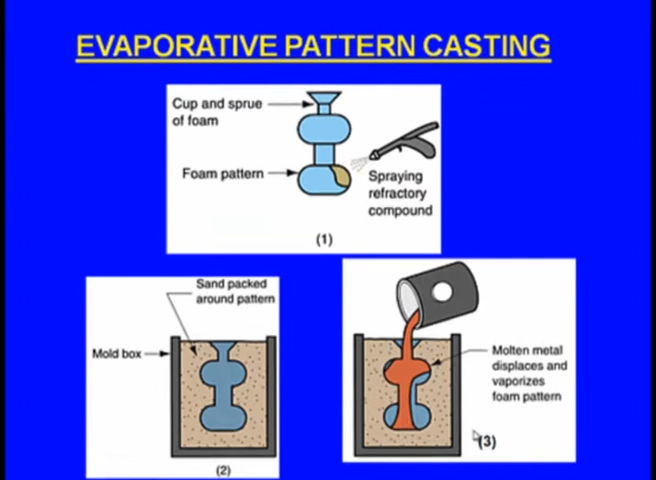 EVAPORATIVE PATTERN CASTING
Cup and sprue
of foam
Foam pattern
Spraying
refractory
compound
(1)
Sand packed
around pattern
Mold box
(2)
Molten metal
displaces and
vaporizes
foam pattern
(3)